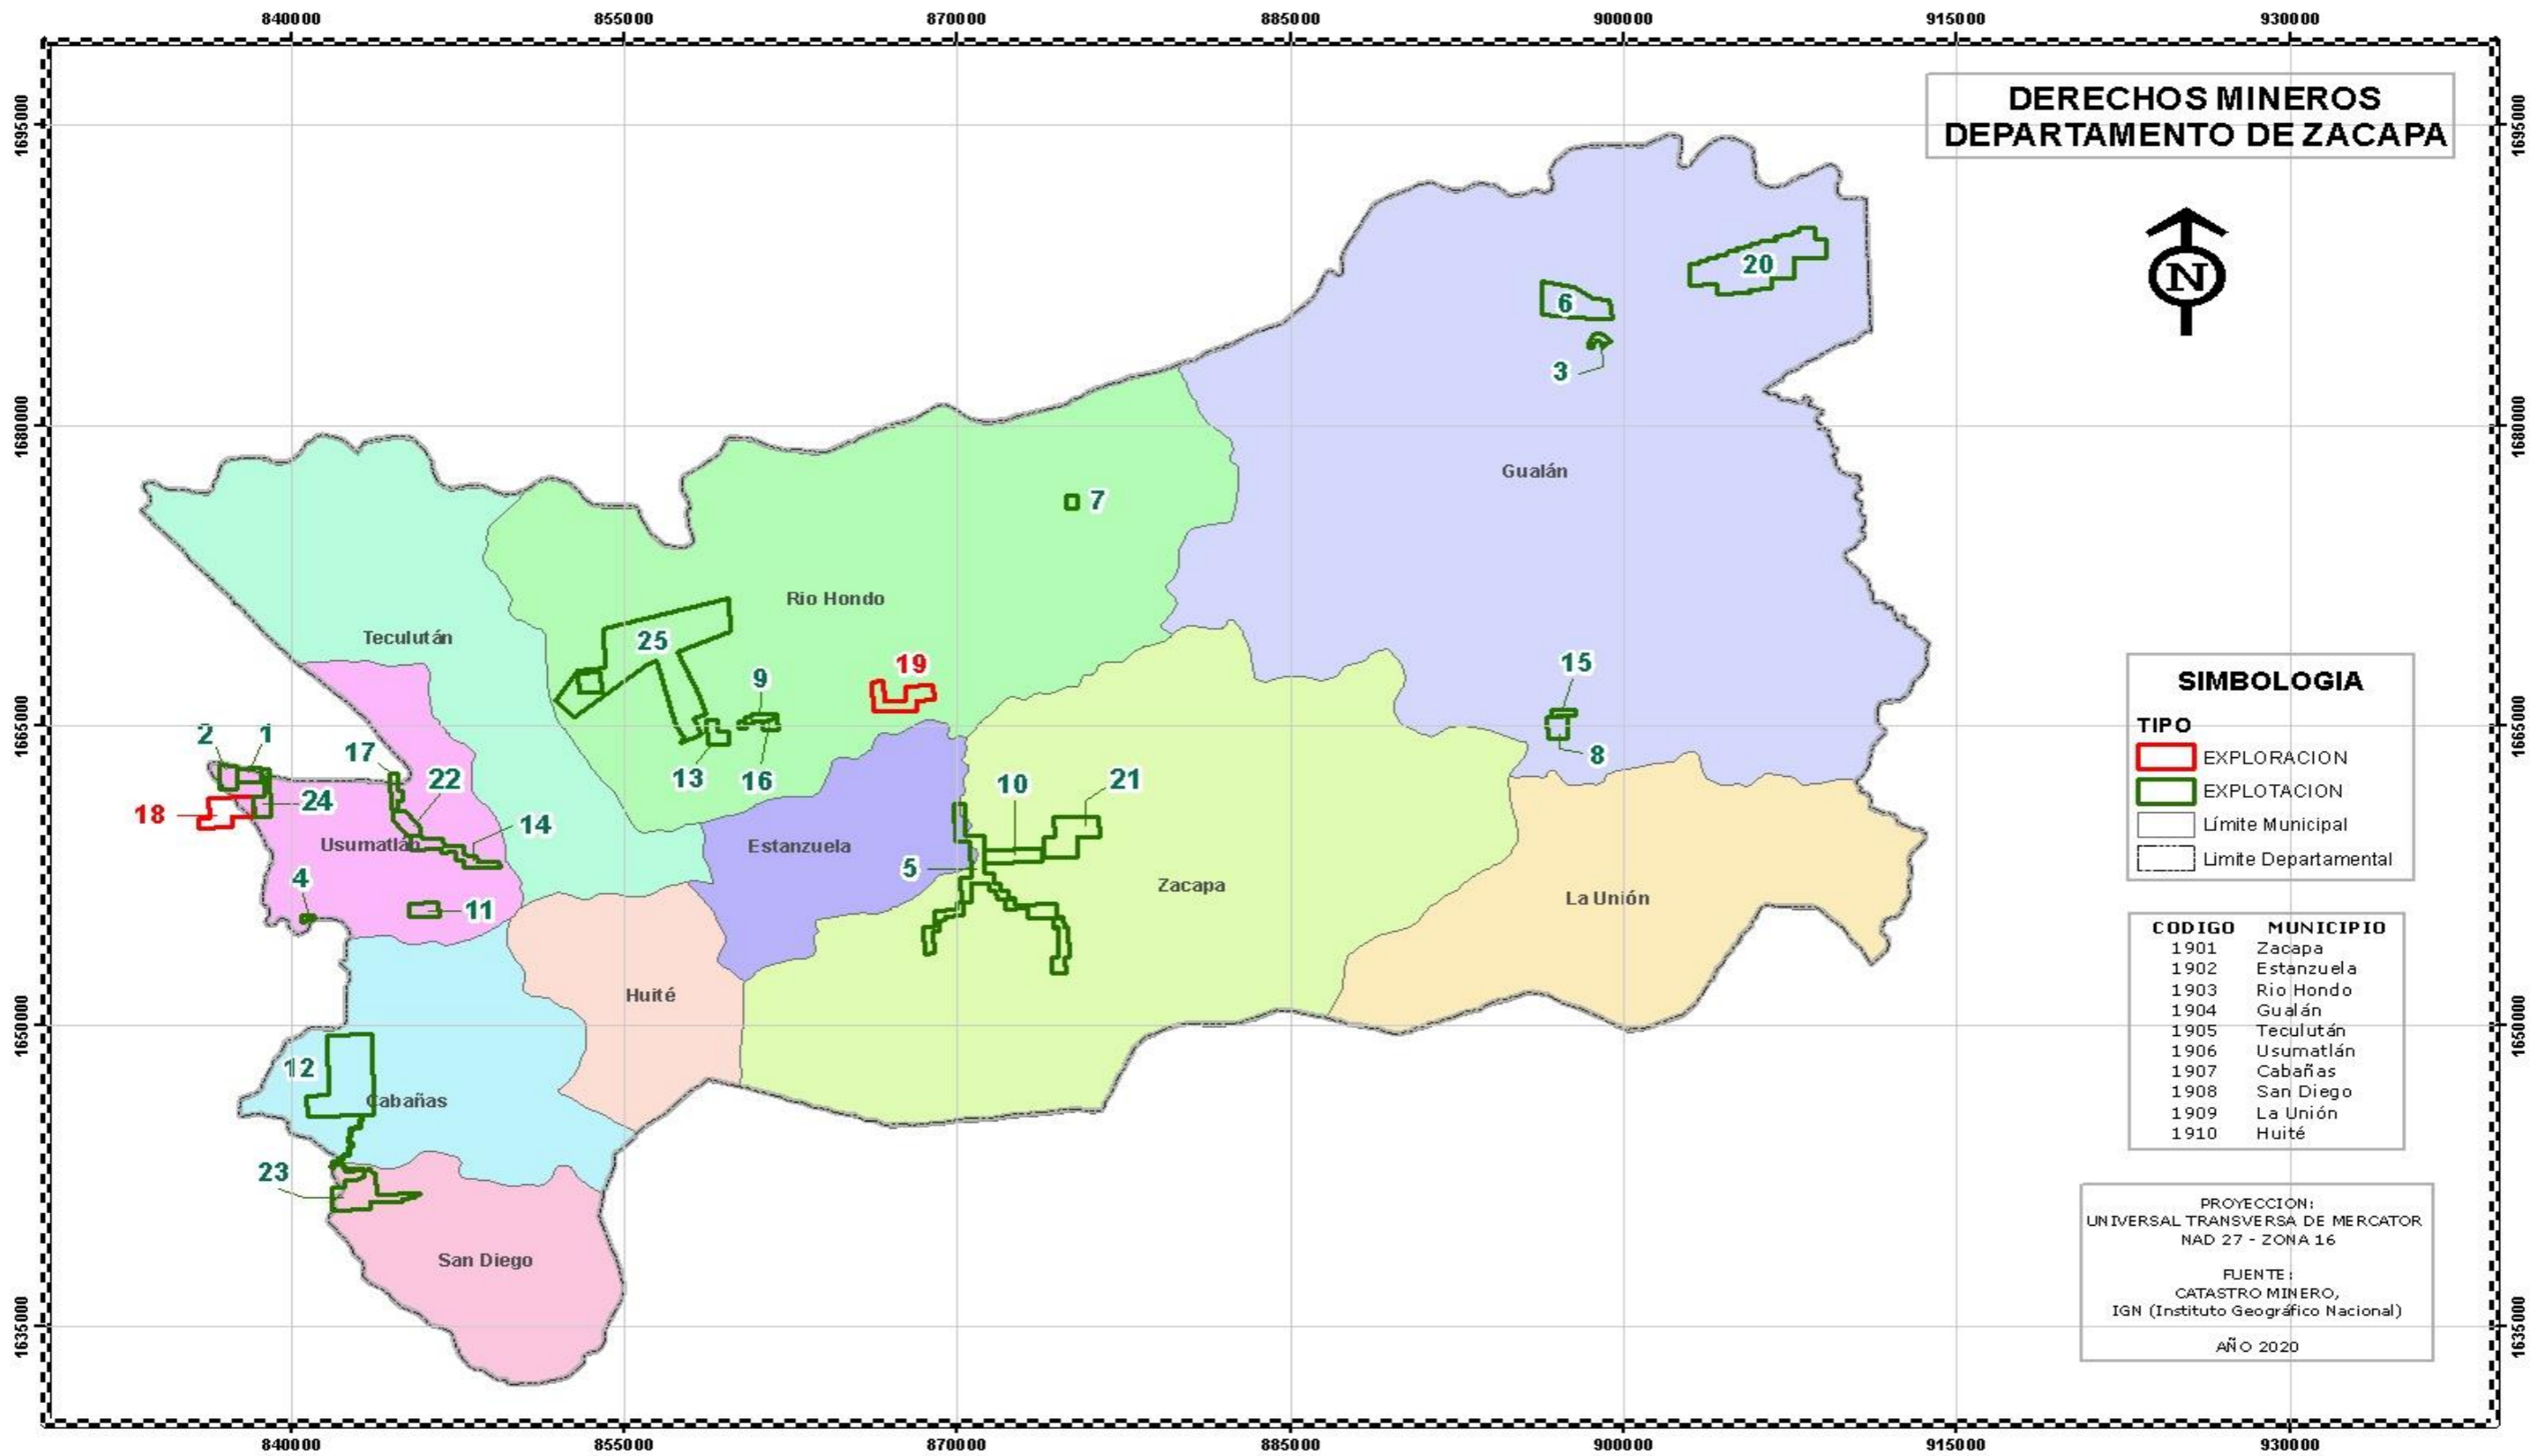 840000 855000 870000 885000 900000 915000 930000
1695000
1680000
1665000
1650000
1635000
DERECHOS MINEROS
DEPARTAMENTO DE ZACAPA
N
20
6
3
Gualán
7
Rio Hondo
Teculután
25
19
15
9
2
1
17
8
13
16
22
10
21
24
18
14
Usumatlán
Estanzuela
5
4
Zacapa
11
La Unión
Huité
12
Cabañas
23
San Diego
SIMBOLOGIA
TIPO
EXPLORACION
EXPLOTACION
Límite Municipal
Limite Departamental
CODIGO MUNICIPIO
1901 Zacapa
1902 Estanzuela
1903 Rio Hondo
1904 Gualán
1905 Teculután
1906 Usumatlán
1907 Cabañas
1908 San Diego
1909 La Unión
1910 Huité
PROYECCION:
UNIVERSAL TRANSVERSA DE MERCATOR
NAD 27 - ZONA 16
FUENTE:
CATASTRO MINERO,
IGN (Instituto Geográfico Nacional)
AÑO 2020
1695000
1680000
1665000
1650000
1635000
840000 855000 870000 885000 900000 915000 930000